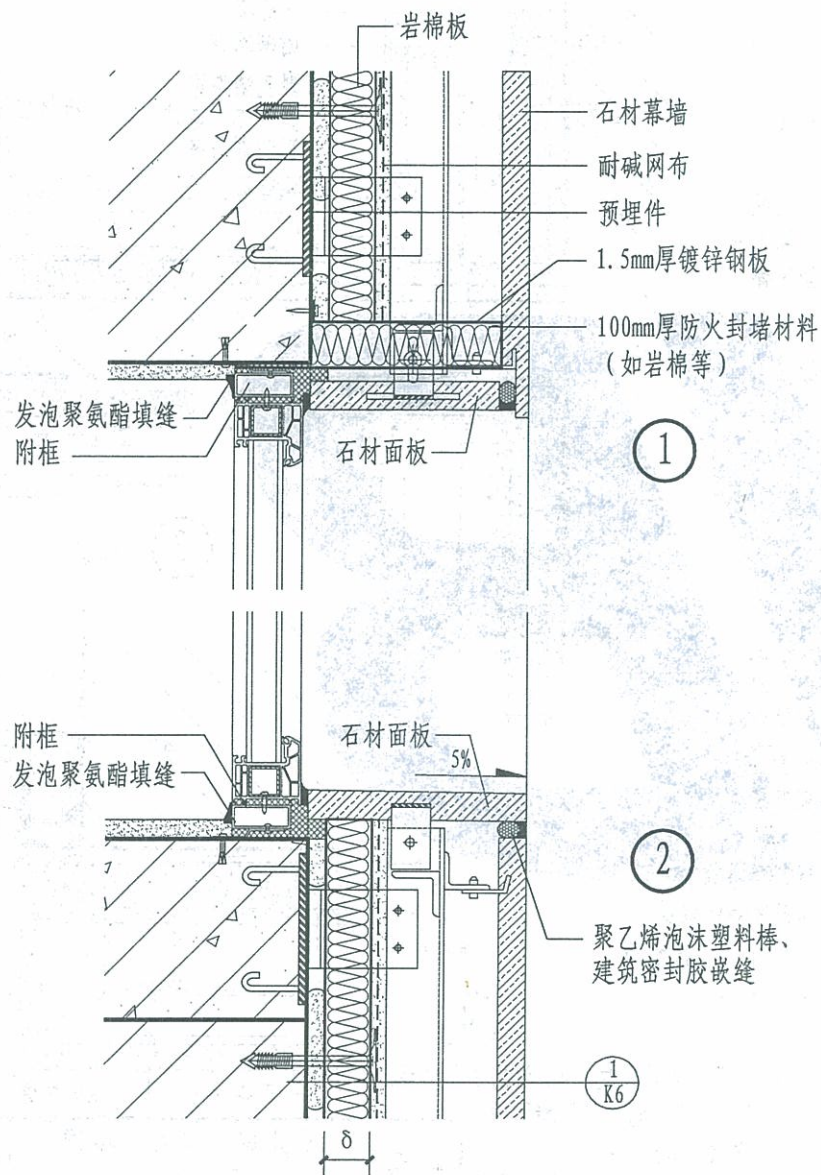 岩棉板
石材幕墙
耐碱网布
预埋件
1.5mm厚镀锌钢板
100mm厚防火封堵材料
(如岩棉等)
发泡聚氨酯填缝
附框
石材面板
1
附框
发泡聚氨酯填缝
石材面板
5%
2
聚乙烯泡沫塑料棒、
建筑密封胶嵌缝
1
K6
δ